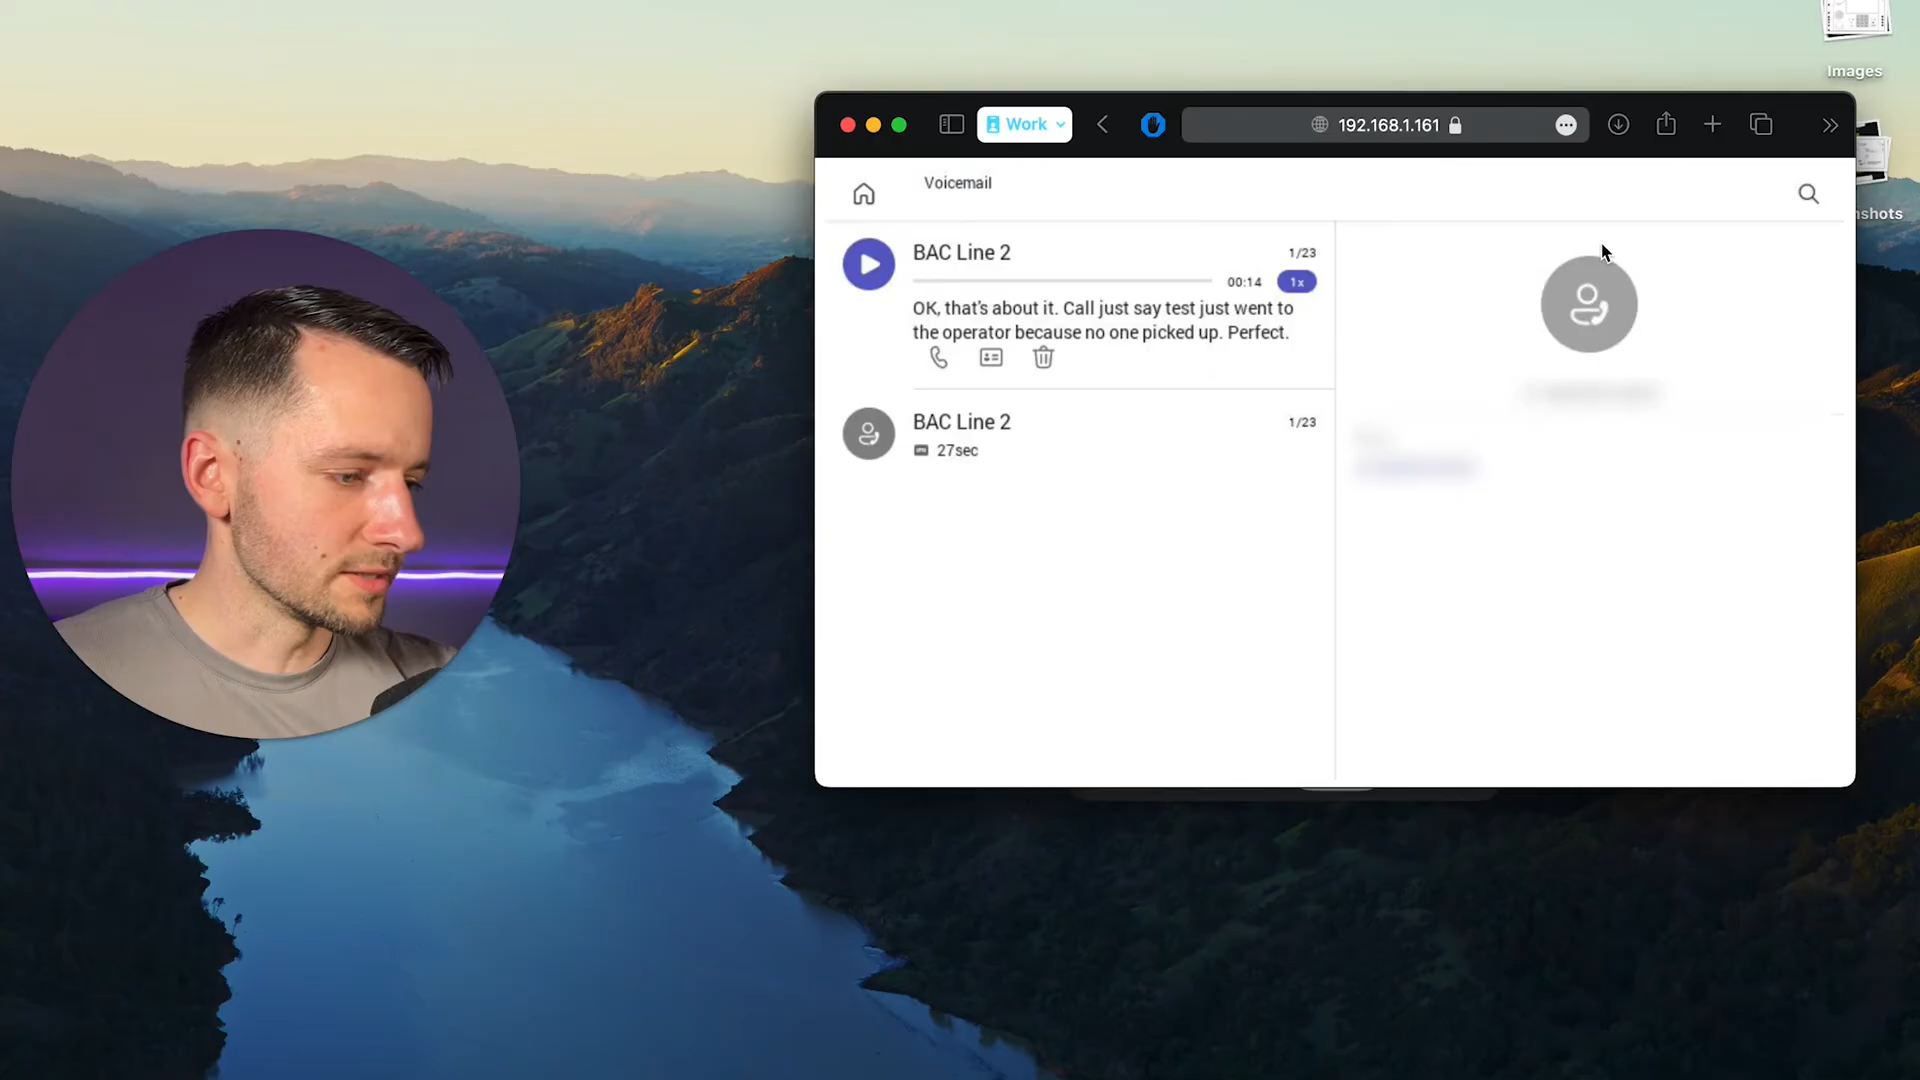 Images
Work
192.168.1.161
nshots
Voicemail
BAC Line 2
1/23
00:14
1x
OK, that's about it. Call just say test just went to
the operator because no one picked up. Perfect.
BAC Line 2
1/23
27sec